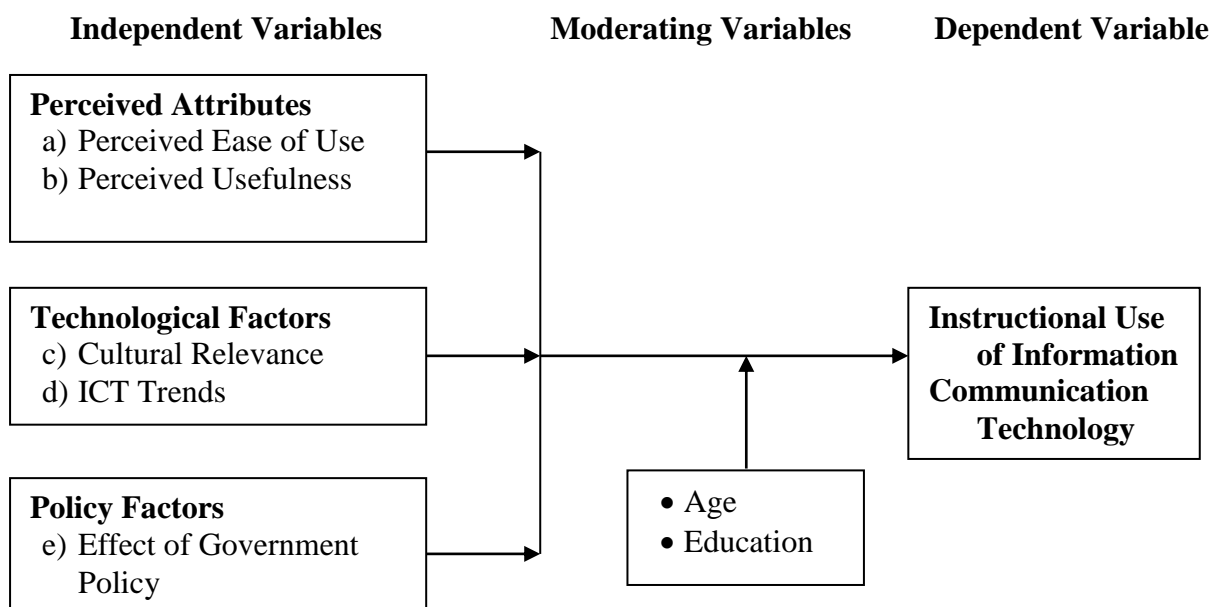 Independent Variables
Moderating Variables
Dependent Variable
Perceived Attributes
a) Perceived Ease of Use
b) Perceived Usefulness
Technological Factors
c) Cultural Relevance
d) ICT Trends
Policy Factors
e) Effect of Government
Policy
• Age
• Education
Instructional Use
of Information
Communication
Technology